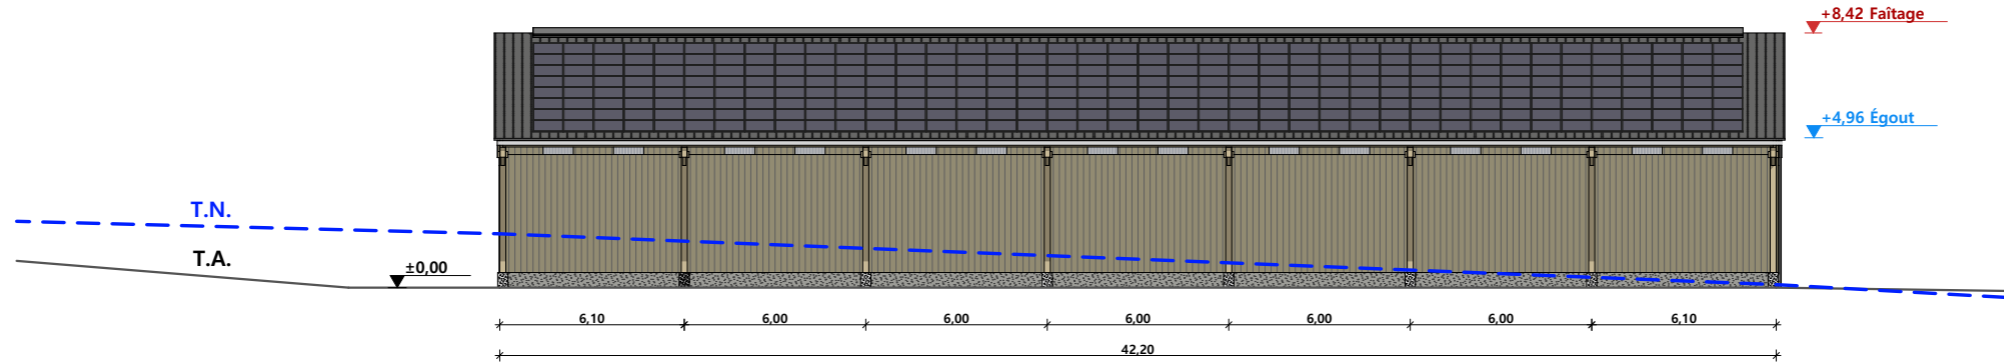 +8,42 Faîtage
+4,96 Égout
T.N.
T.A.
±0,00
6,10 6,00 6,00 6,00 6,00 6,00 6,10
42,20